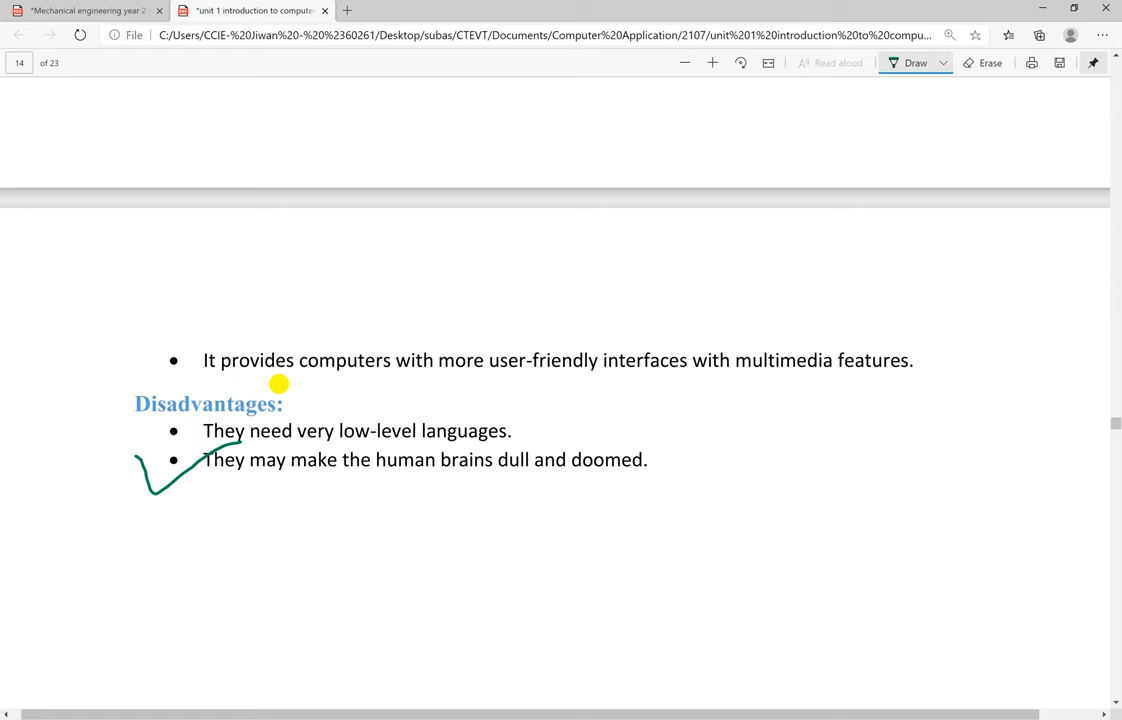 "Mechanical engineering year 2
"unit 1 introduction to compute
File
C:/Users/CCIE-%20Jiwan%20-%20%2360261/Desktop/subas/CTEVT/Documents/Computer%20Application/2107/unit%201%20introduction%20to%20compu...
14 of 23
Read aloud
Draw
Erase
• It provides computers with more user-friendly interfaces with multimedia features.
Disadvantages:
• They need very low-level languages.
• They may make the human brains dull and doomed.